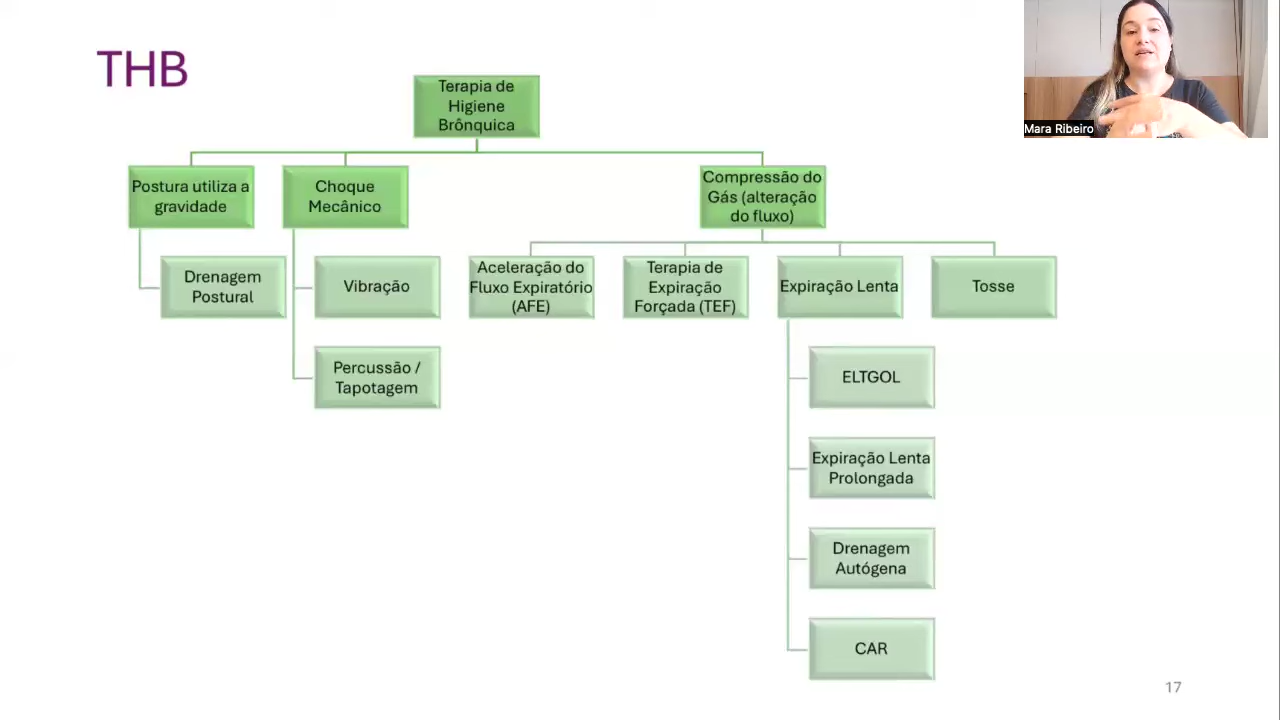 THB
Mara Ribeiro
Terapia de
Higiene
Brônquica
Postura utiliza a
gravidade
Choque
Mecânico
Compressão do
Gás (alteração
do fluxo)
Drenagem
Postural
Vibração
Aceleração do
Fluxo Expiratório
(AFE)
Terapia de
Expiração
Forçada (TEF)
Expiração Lenta
Tosse
Percussão /
Tapotagem
ELTGOL
Expiração Lenta
Prolongada
Drenagem
Autógena
CAR
17